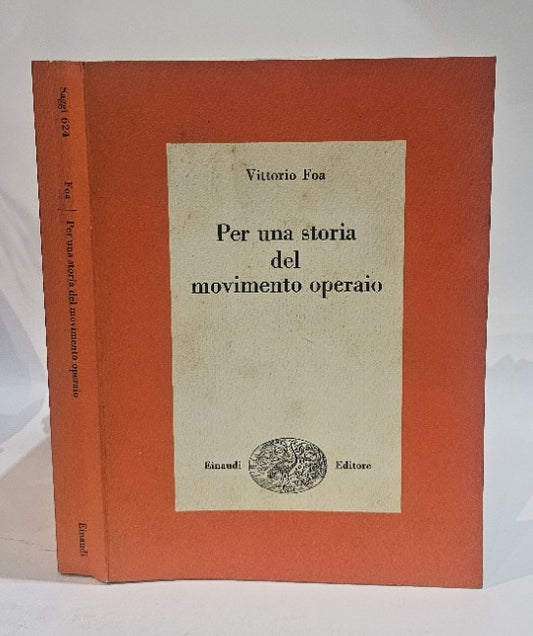 Vittorio Foa
Per una storia
del
movimento operaio
Einaudi Editore
Saggi 624
Foa Per una storia del movimento operaio
Einaudi